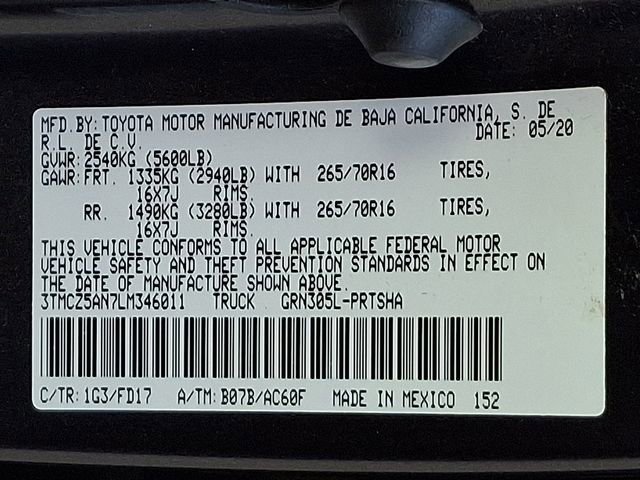 MFD.BY: TOYOTA MOTOR MANUFACTURING DE BAJA CALIFORNIA, S. DE
R.L. DE C.V. DATE: 05/20
GVWR: 2540KG (5600LB)
GAWR: FRT. 1335KG (2940LB) WITH 265/70R16 TIRES,
16X7J RIMS.
RR. 1490KG (3280LB) WITH 265/70R16 TIRES,
16X7J RIMS.
THIS VEHICLE CONFORMS TO ALL APPLICABLE FEDERAL MOTOR
VEHICLE SAFETY AND THEFT PREVENTION STANDARDS IN EFFECT ON
THE DATE OF MANUFACTURE SHOWN ABOVE.
3TMCZ5AN7LM346011 TRUCK GRN305L-PRTSHA
C/TR: 1G3/FD17 A/TM: B07B/AC60F MADE IN MEXICO 152